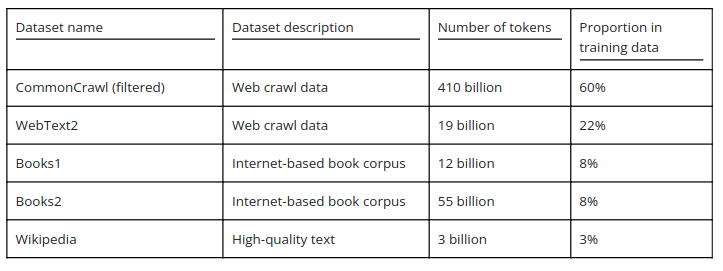 Dataset name Dataset description Number of tokens Proportion in
training data
CommonCrawl (filtered) Web crawl data 410 billion 60%
WebText2 Web crawl data 19 billion 22%
Books1 Internet-based book corpus 12 billion 8%
Books2 Internet-based book corpus 55 billion 8%
Wikipedia High-quality text 3 billion 3%